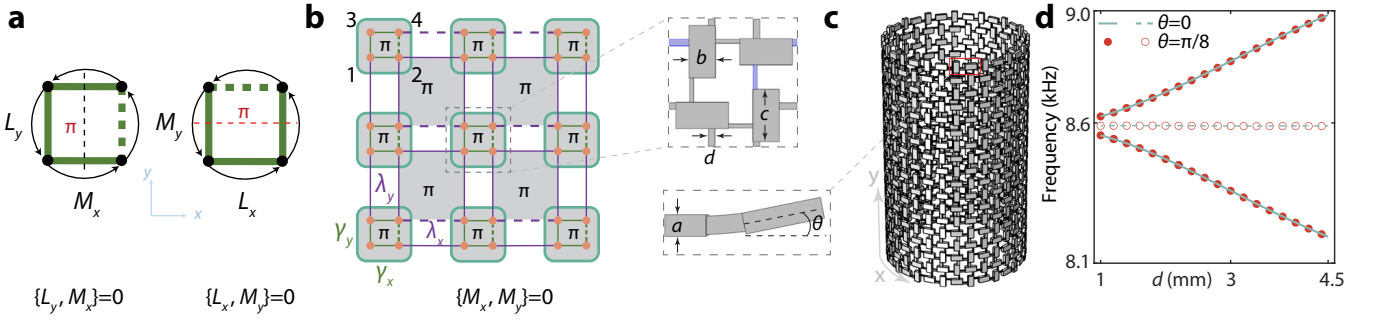 a
π
L_y
M_x
π
M_y
L_x
y
x
{L_y, M_x}=0
{L_x, M_y}=0
b
3 4
1 2
π π π
π π
π π π
π π
π π π
λ_y
λ_x
γ_y
γ_x
{M_x, M_y}=0
b
c
d
a
θ
c
y
x
d
θ=0
θ=π/8
Frequency (kHz)
9.0
8.6
8.1
1 3 4.5
d (mm)